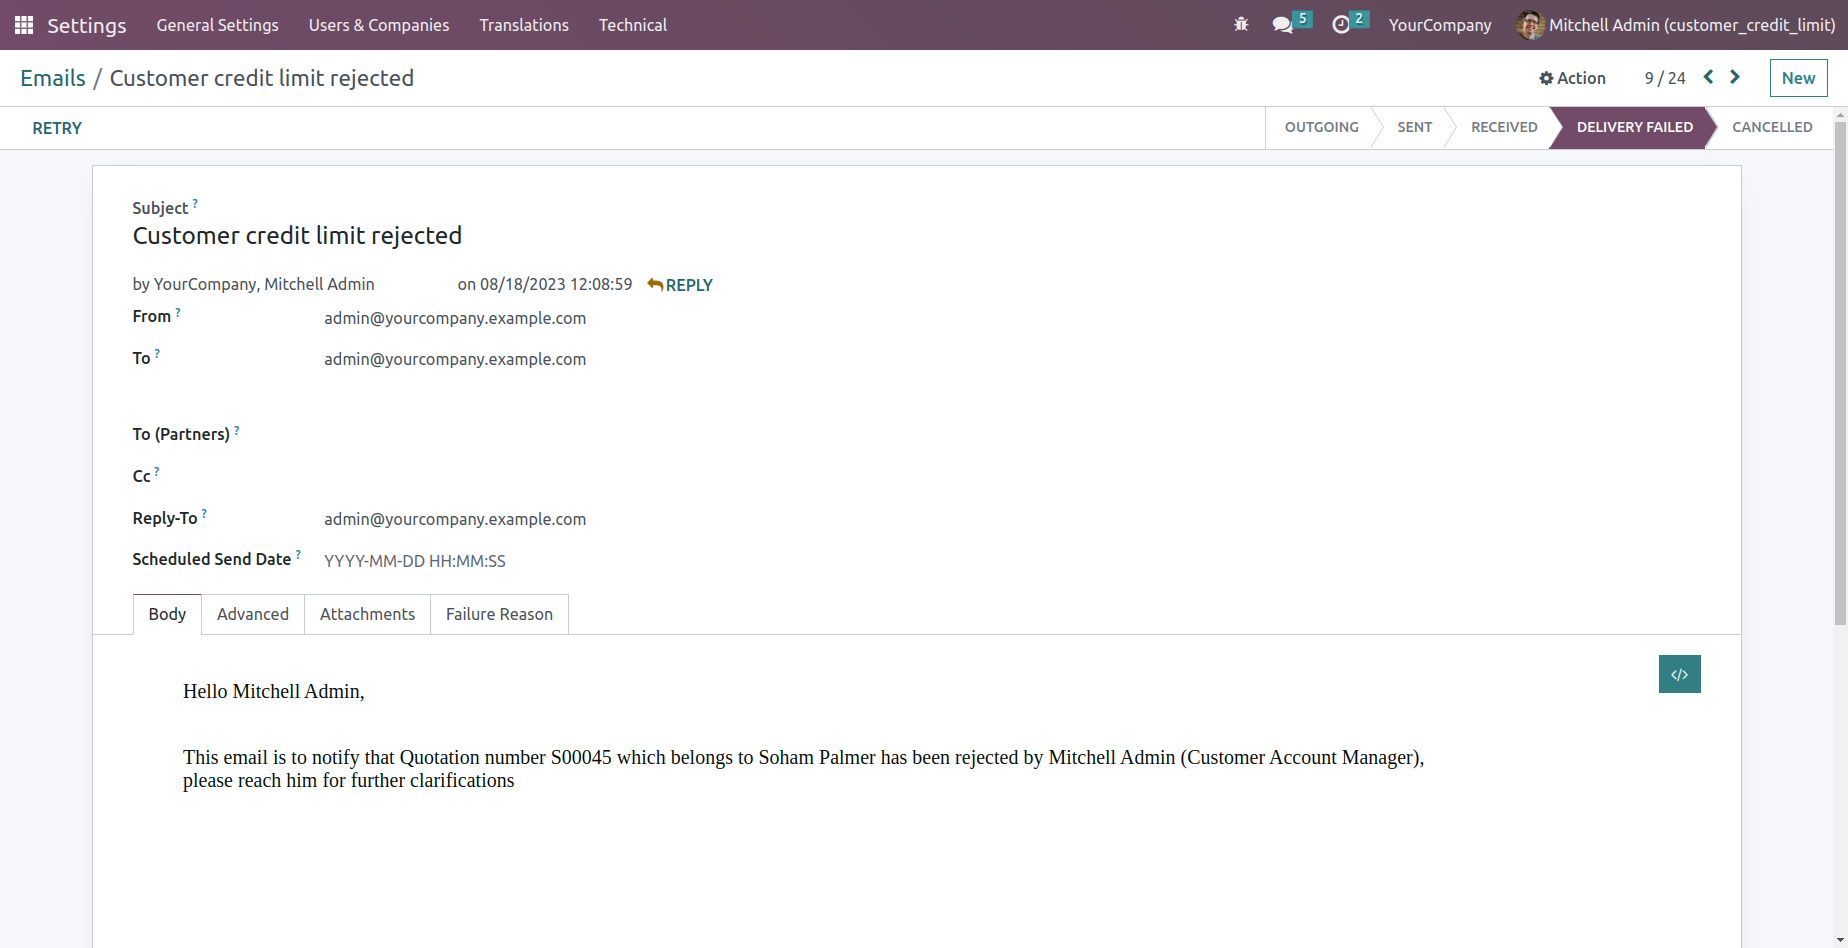 Settings General Settings Users & Companies Translations Technical 5 2 YourCompany Mitchell Admin (customer_credit_limit)
Emails / Customer credit limit rejected Action 9 / 24 New
RETRY OUTGOING SENT RECEIVED DELIVERY FAILED CANCELLED
Subject ?
Customer credit limit rejected
by YourCompany, Mitchell Admin on 08/18/2023 12:08:59 REPLY
From ? admin@yourcompany.example.com
To ? admin@yourcompany.example.com
To (Partners) ?
Cc ?
Reply-To ? admin@yourcompany.example.com
Scheduled Send Date ? YYYY-MM-DD HH:MM:SS
Body Advanced Attachments Failure Reason
</>
Hello Mitchell Admin,
This email is to notify that Quotation number S00045 which belongs to Soham Palmer has been rejected by Mitchell Admin (Customer Account Manager),
please reach him for further clarifications